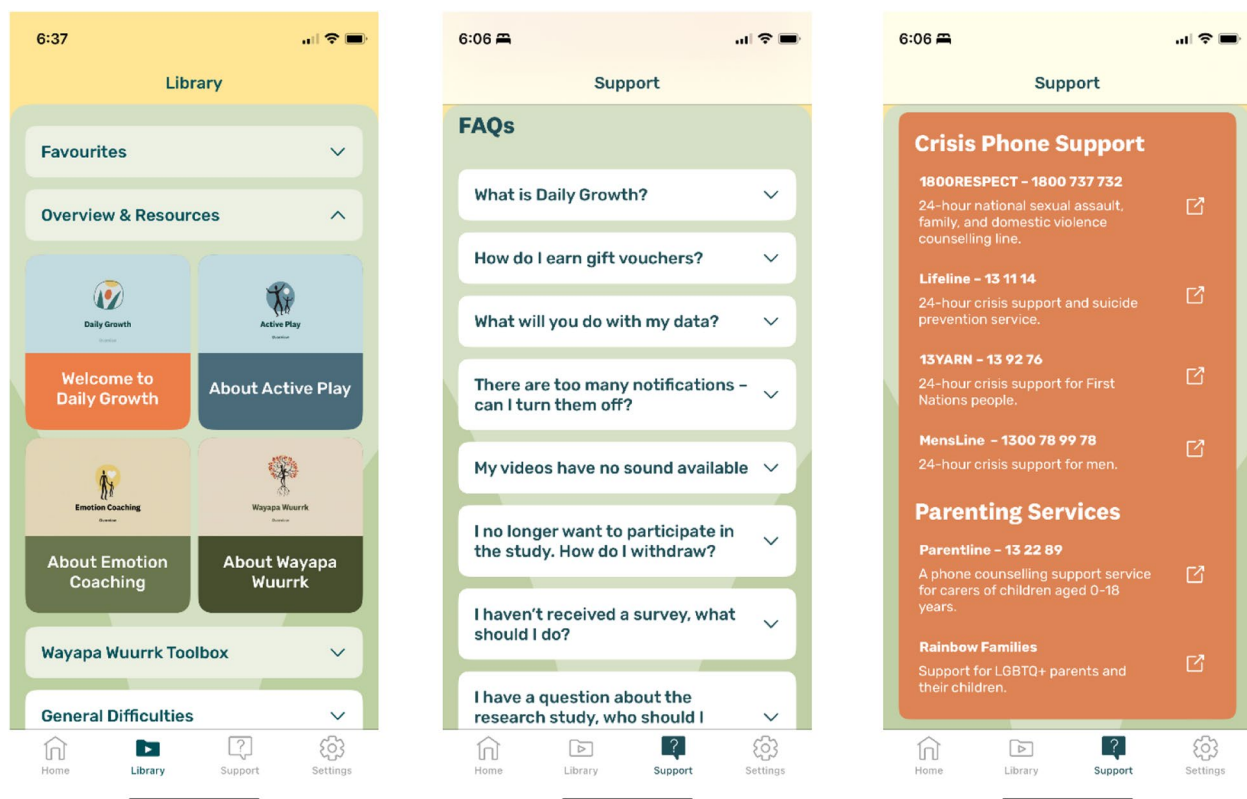 6:37
Library
Favourites
Overview & Resources
Daily Growth
Active Play
Welcome to
Daily Growth
About Active Play
Emotion Coaching
Overview
Wayapa Wuurrk
Overview
About Emotion
Coaching
About Wayapa
Wuurrk
Wayapa Wuurrk Toolbox
General Difficulties
Home
Library
Support
Settings
6:06
Support
FAQs
What is Daily Growth?
How do I earn gift vouchers?
What will you do with my data?
There are too many notifications –
can I turn them off?
My videos have no sound available
I no longer want to participate in
the study. How do I withdraw?
I haven't received a survey, what
should I do?
I have a question about the
research study, who should I
Home
Library
Support
Settings
6:06
Support
Crisis Phone Support
1800RESPECT – 1800 737 732
24-hour national sexual assault,
family, and domestic violence
counselling line.
Lifeline – 13 11 14
24-hour crisis support and suicide
prevention service.
13YARN – 13 92 76
24-hour crisis support for First
Nations people.
MensLine – 1300 78 99 78
24-hour crisis support for men.
Parenting Services
Parentline – 13 22 89
A phone counselling support service
for carers of children aged 0-18
years.
Rainbow Families
Support for LGBTQ+ parents and
their children.
Home
Library
Support
Settings